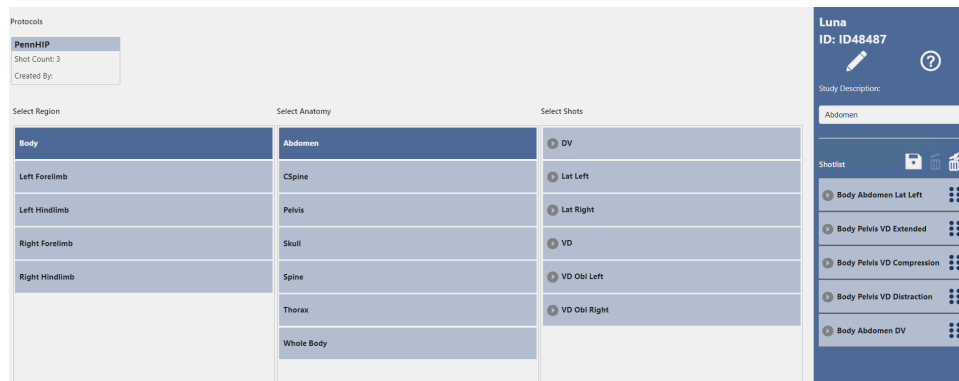 Protocols
PennHIP
Shot Count: 3
Created By:
Select Region
Body
Left Forelimb
Left Hindlimb
Right Forelimb
Right Hindlimb
Select Anatomy
Abdomen
CSpine
Pelvis
Skull
Spine
Thorax
Whole Body
Select Shots
DV
Lat Left
Lat Right
VD
VD Obl Left
VD Obl Right
Luna
ID: ID48487
?
Study Description:
Abdomen
Shotlist
Body Abdomen Lat Left
Body Pelvis VD Extended
Body Pelvis VD Compression
Body Pelvis VD Distraction
Body Abdomen DV